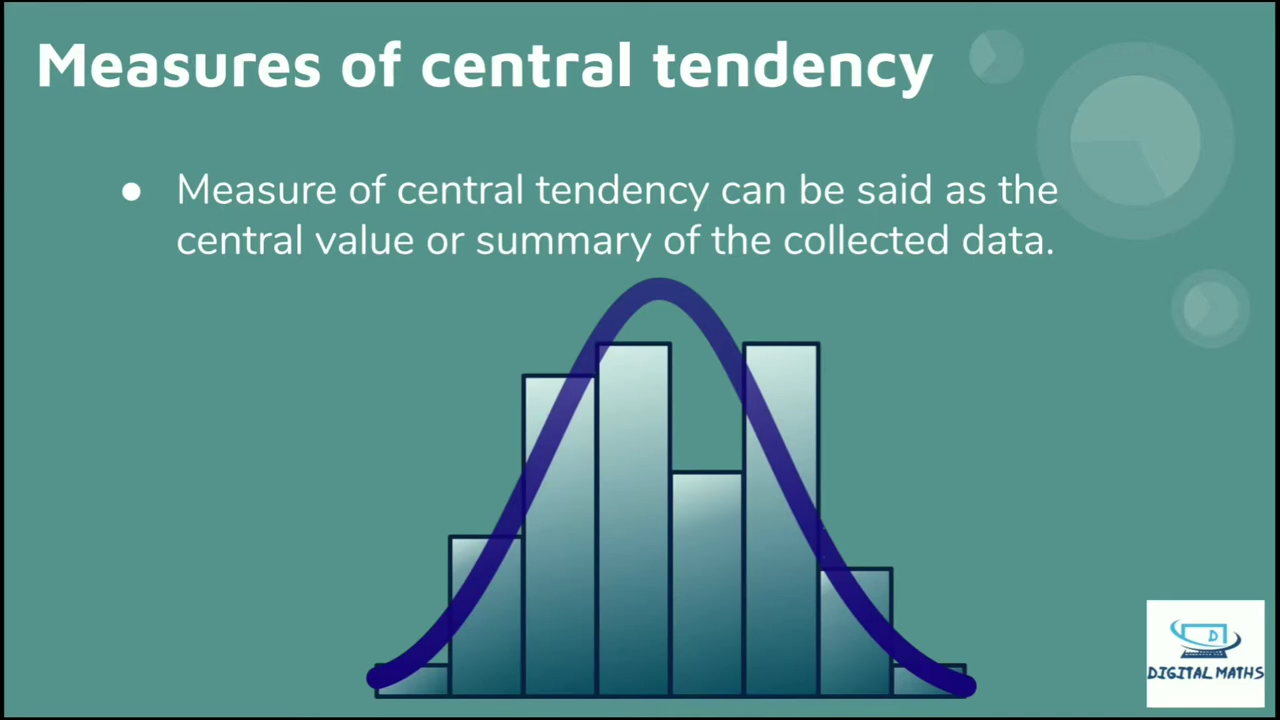 Measures of central tendency
● Measure of central tendency can be said as the
central value or summary of the collected data.
D
DIGITAL MATHS